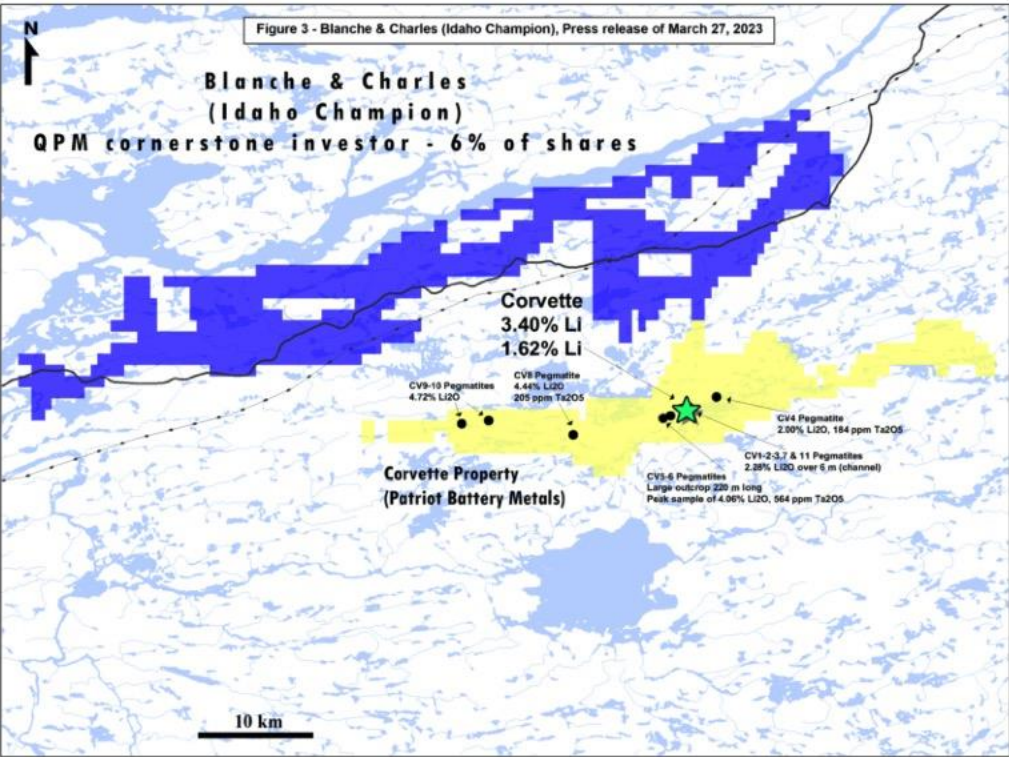 Figure 3 - Blanche & Charles (Idaho Champion), Press release of March 27, 2023
N
Blanche & Charles
(Idaho Champion)
QPM cornerstone investor - 6% of shares
Corvette
3.40% Li
1.62% Li
CV8 Pegmatite
4.44% Li2O
205 ppm Ta2O5
CV9-10 Pegmatites
4.72% Li2O
CV4 Pegmatite
2.00% Li2O, 184 ppm Ta2O5
CV1-2-3,7 & 11 Pegmatites
2.28% Li2O over 6 m (channel)
CV5-6 Pegmatites
Large outcrop 220 m long
Peak sample of 4.06% Li2O, 564 ppm Ta2O5
Corvette Property
(Patriot Battery Metals)
10 km